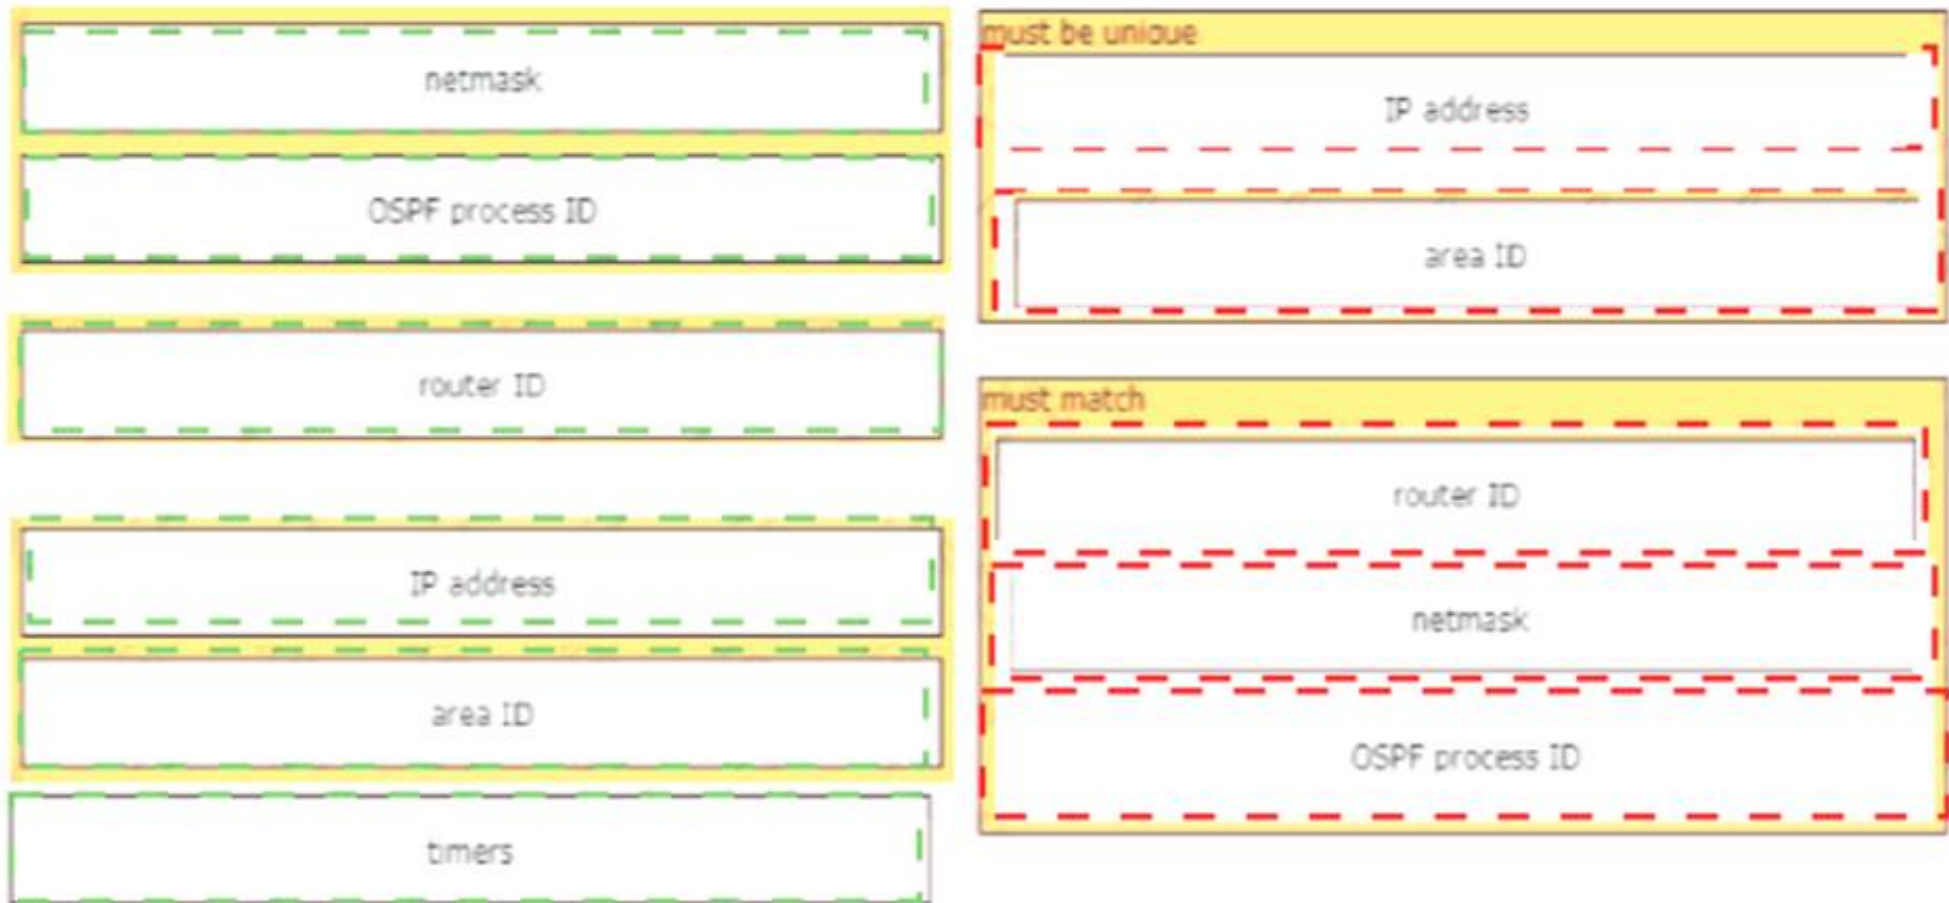 netmask
OSPF process ID
router ID
IP address
area ID
timers
must be unique
IP address
area ID
must match
router ID
netmask
OSPF process ID